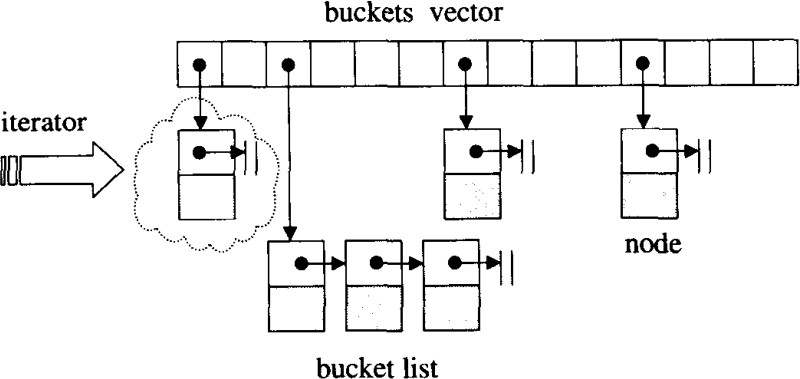 buckets vector
iterator
node
bucket list